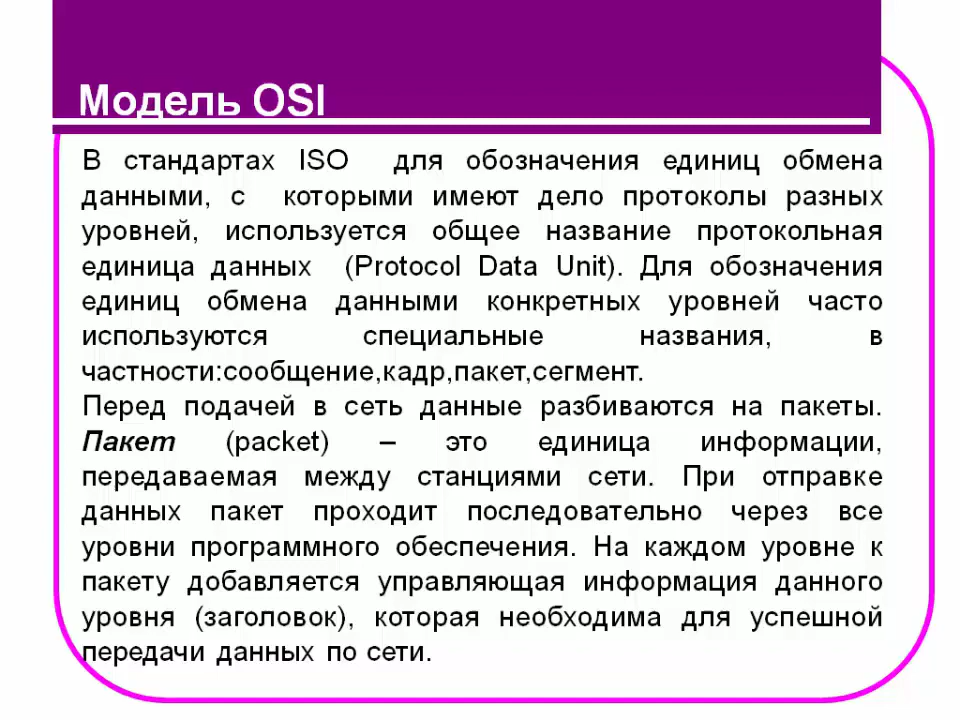 Модель OSI
В стандартах ISO для обозначения единиц обмена
данными, с которыми имеют дело протоколы разных
уровней, используется общее название протокольная
единица данных (Protocol Data Unit). Для обозначения
единиц обмена данными конкретных уровней часто
используются специальные названия, в
частности:сообщение,кадр,пакет,сегмент.
Перед подачей в сеть данные разбиваются на пакеты.
Пакет (packet) – это единица информации,
передаваемая между станциями сети. При отправке
данных пакет проходит последовательно через все
уровни программного обеспечения. На каждом уровне к
пакету добавляется управляющая информация данного
уровня (заголовок), которая необходима для успешной
передачи данных по сети.